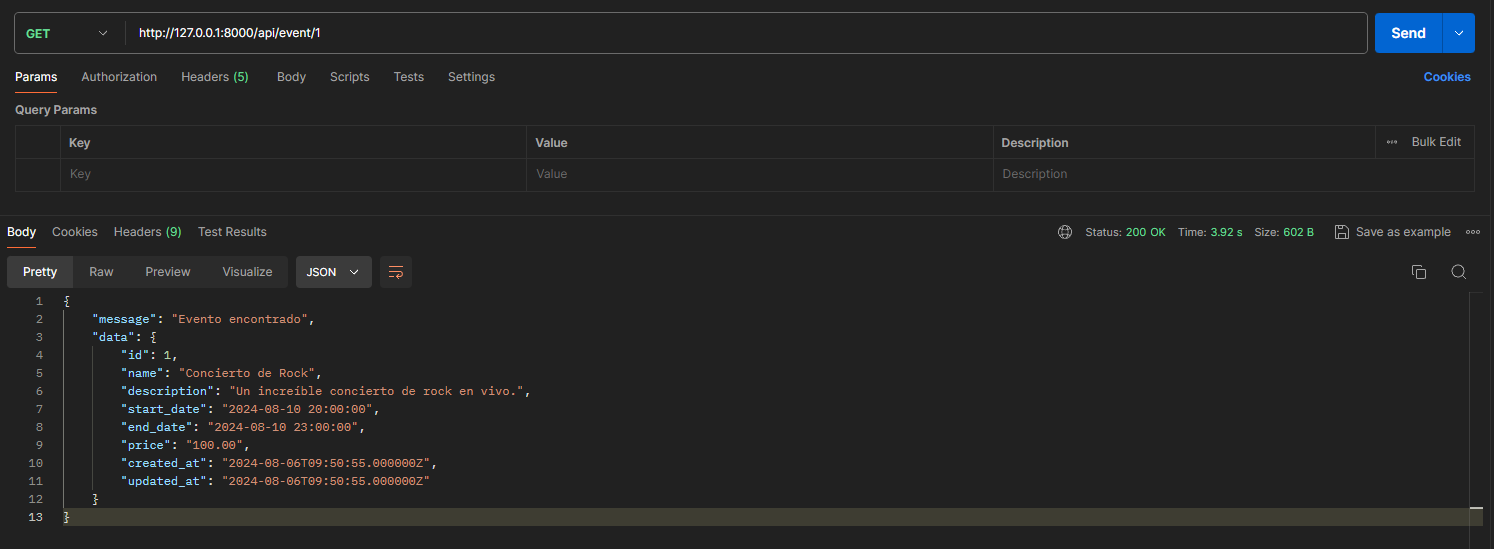 GET http://127.0.0.1:8000/api/event/1 Send
Params Authorization Headers (5) Body Scripts Tests Settings Cookies
Query Params
Key Value Description Bulk Edit
Key Value Description
Body Cookies Headers (9) Test Results Status: 200 OK Time: 3.92 s Size: 602 B Save as example
Pretty Raw Preview Visualize JSON
1 {
2 "message": "Evento encontrado",
3 "data": {
4 "id": 1,
5 "name": "Concierto de Rock",
6 "description": "Un increíble concierto de rock en vivo.",
7 "start_date": "2024-08-10 20:00:00",
8 "end_date": "2024-08-10 23:00:00",
9 "price": "100.00",
10 "created_at": "2024-08-06T09:50:55.000000Z",
11 "updated_at": "2024-08-06T09:50:55.000000Z"
12 }
13 }